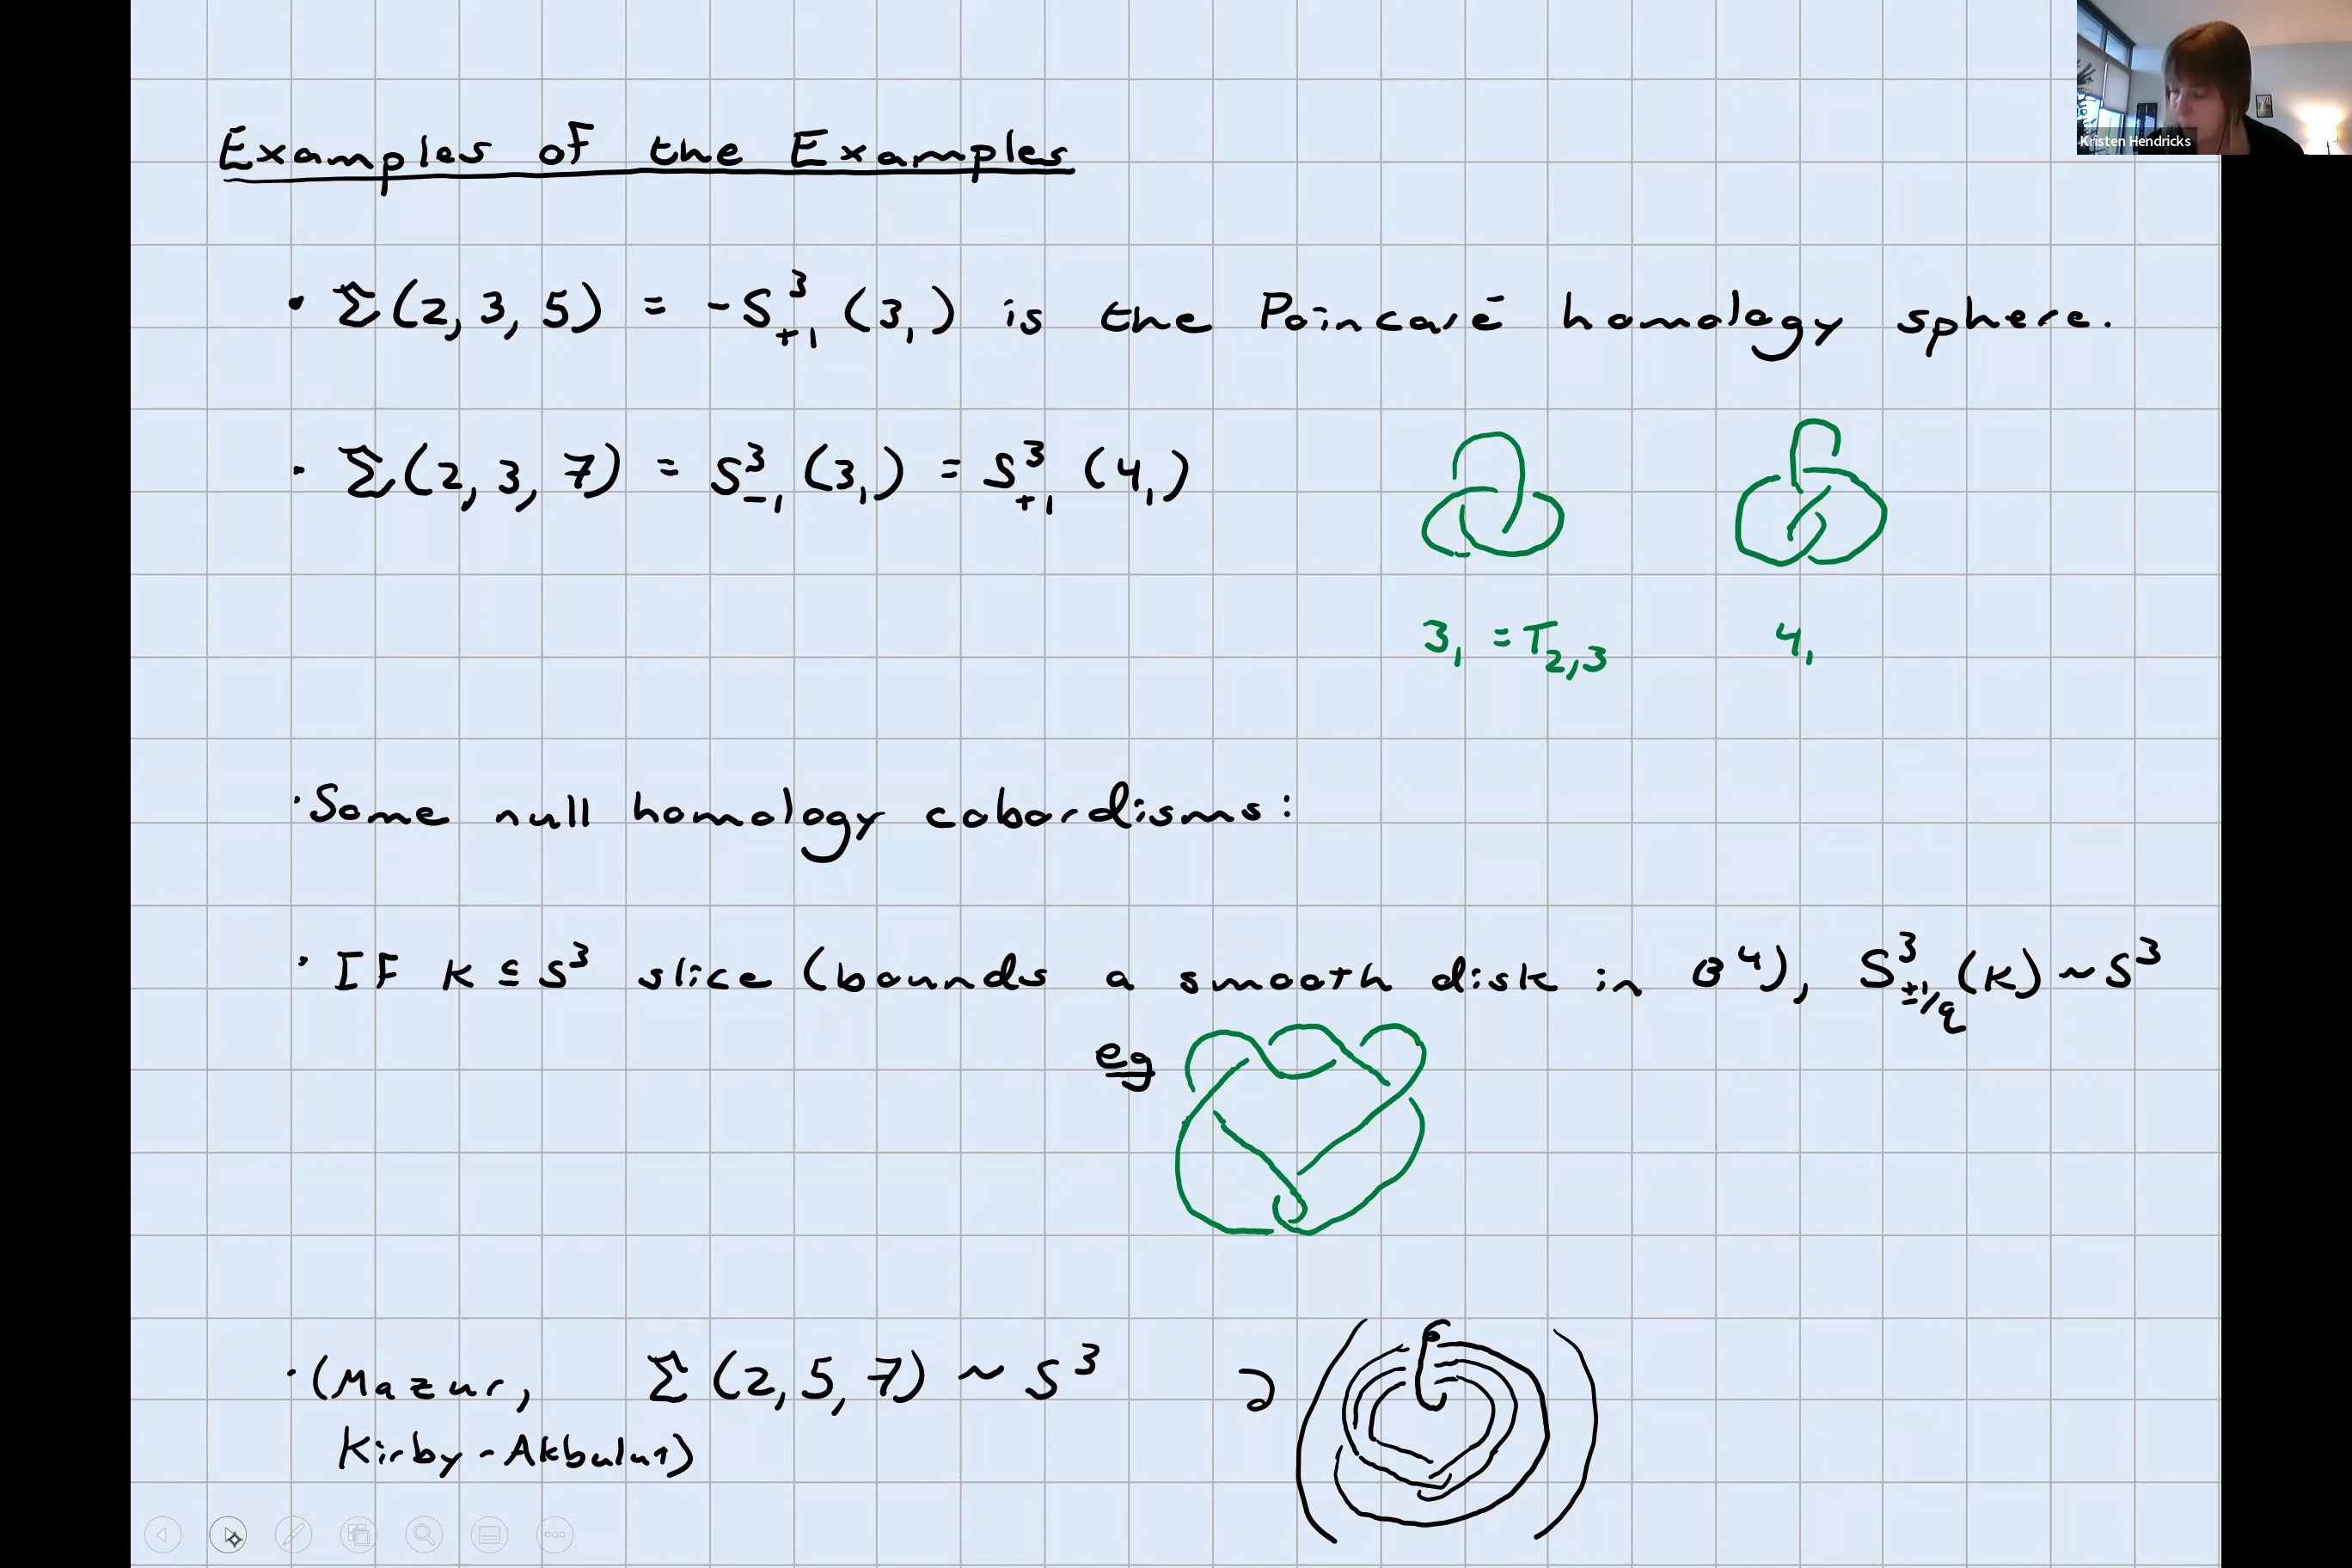 Kristen Hendricks
Examples of the Examples
• Σ(2, 3, 5) = -S³₊₁(3₁) is the Poincaré homology sphere.
• Σ(2, 3, 7) = S³₋₁(3₁) = S³₊₁(4₁)
3₁ = T₂,₃
4₁
• Some null homology cobordisms:
• If K ⊆ S³ slice (bounds a smooth disk in B⁴), S³_{±1/q}(K) ~ S³
eg
• (Mazur, Σ(2, 5, 7) ~ S³ ∂
Kirby-Akbulut)